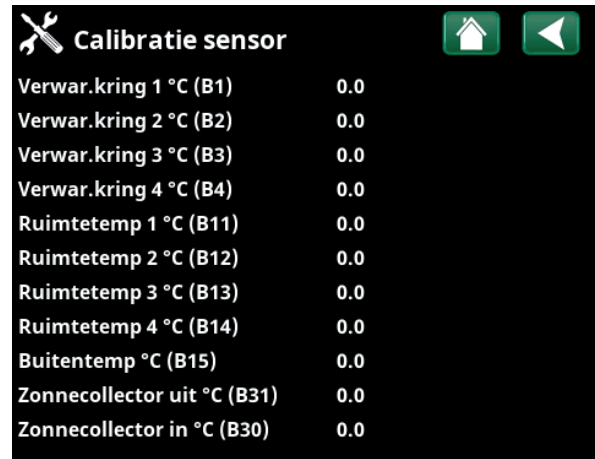 Calibratie sensor
Verwar.kring 1 °C (B1) 0.0
Verwar.kring 2 °C (B2) 0.0
Verwar.kring 3 °C (B3) 0.0
Verwar.kring 4 °C (B4) 0.0
Ruimtetemp 1 °C (B11) 0.0
Ruimtetemp 2 °C (B12) 0.0
Ruimtetemp 3 °C (B13) 0.0
Ruimtetemp 4 °C (B14) 0.0
Buitentemp °C (B15) 0.0
Zonnecollector uit °C (B31) 0.0
Zonnecollector in °C (B30) 0.0